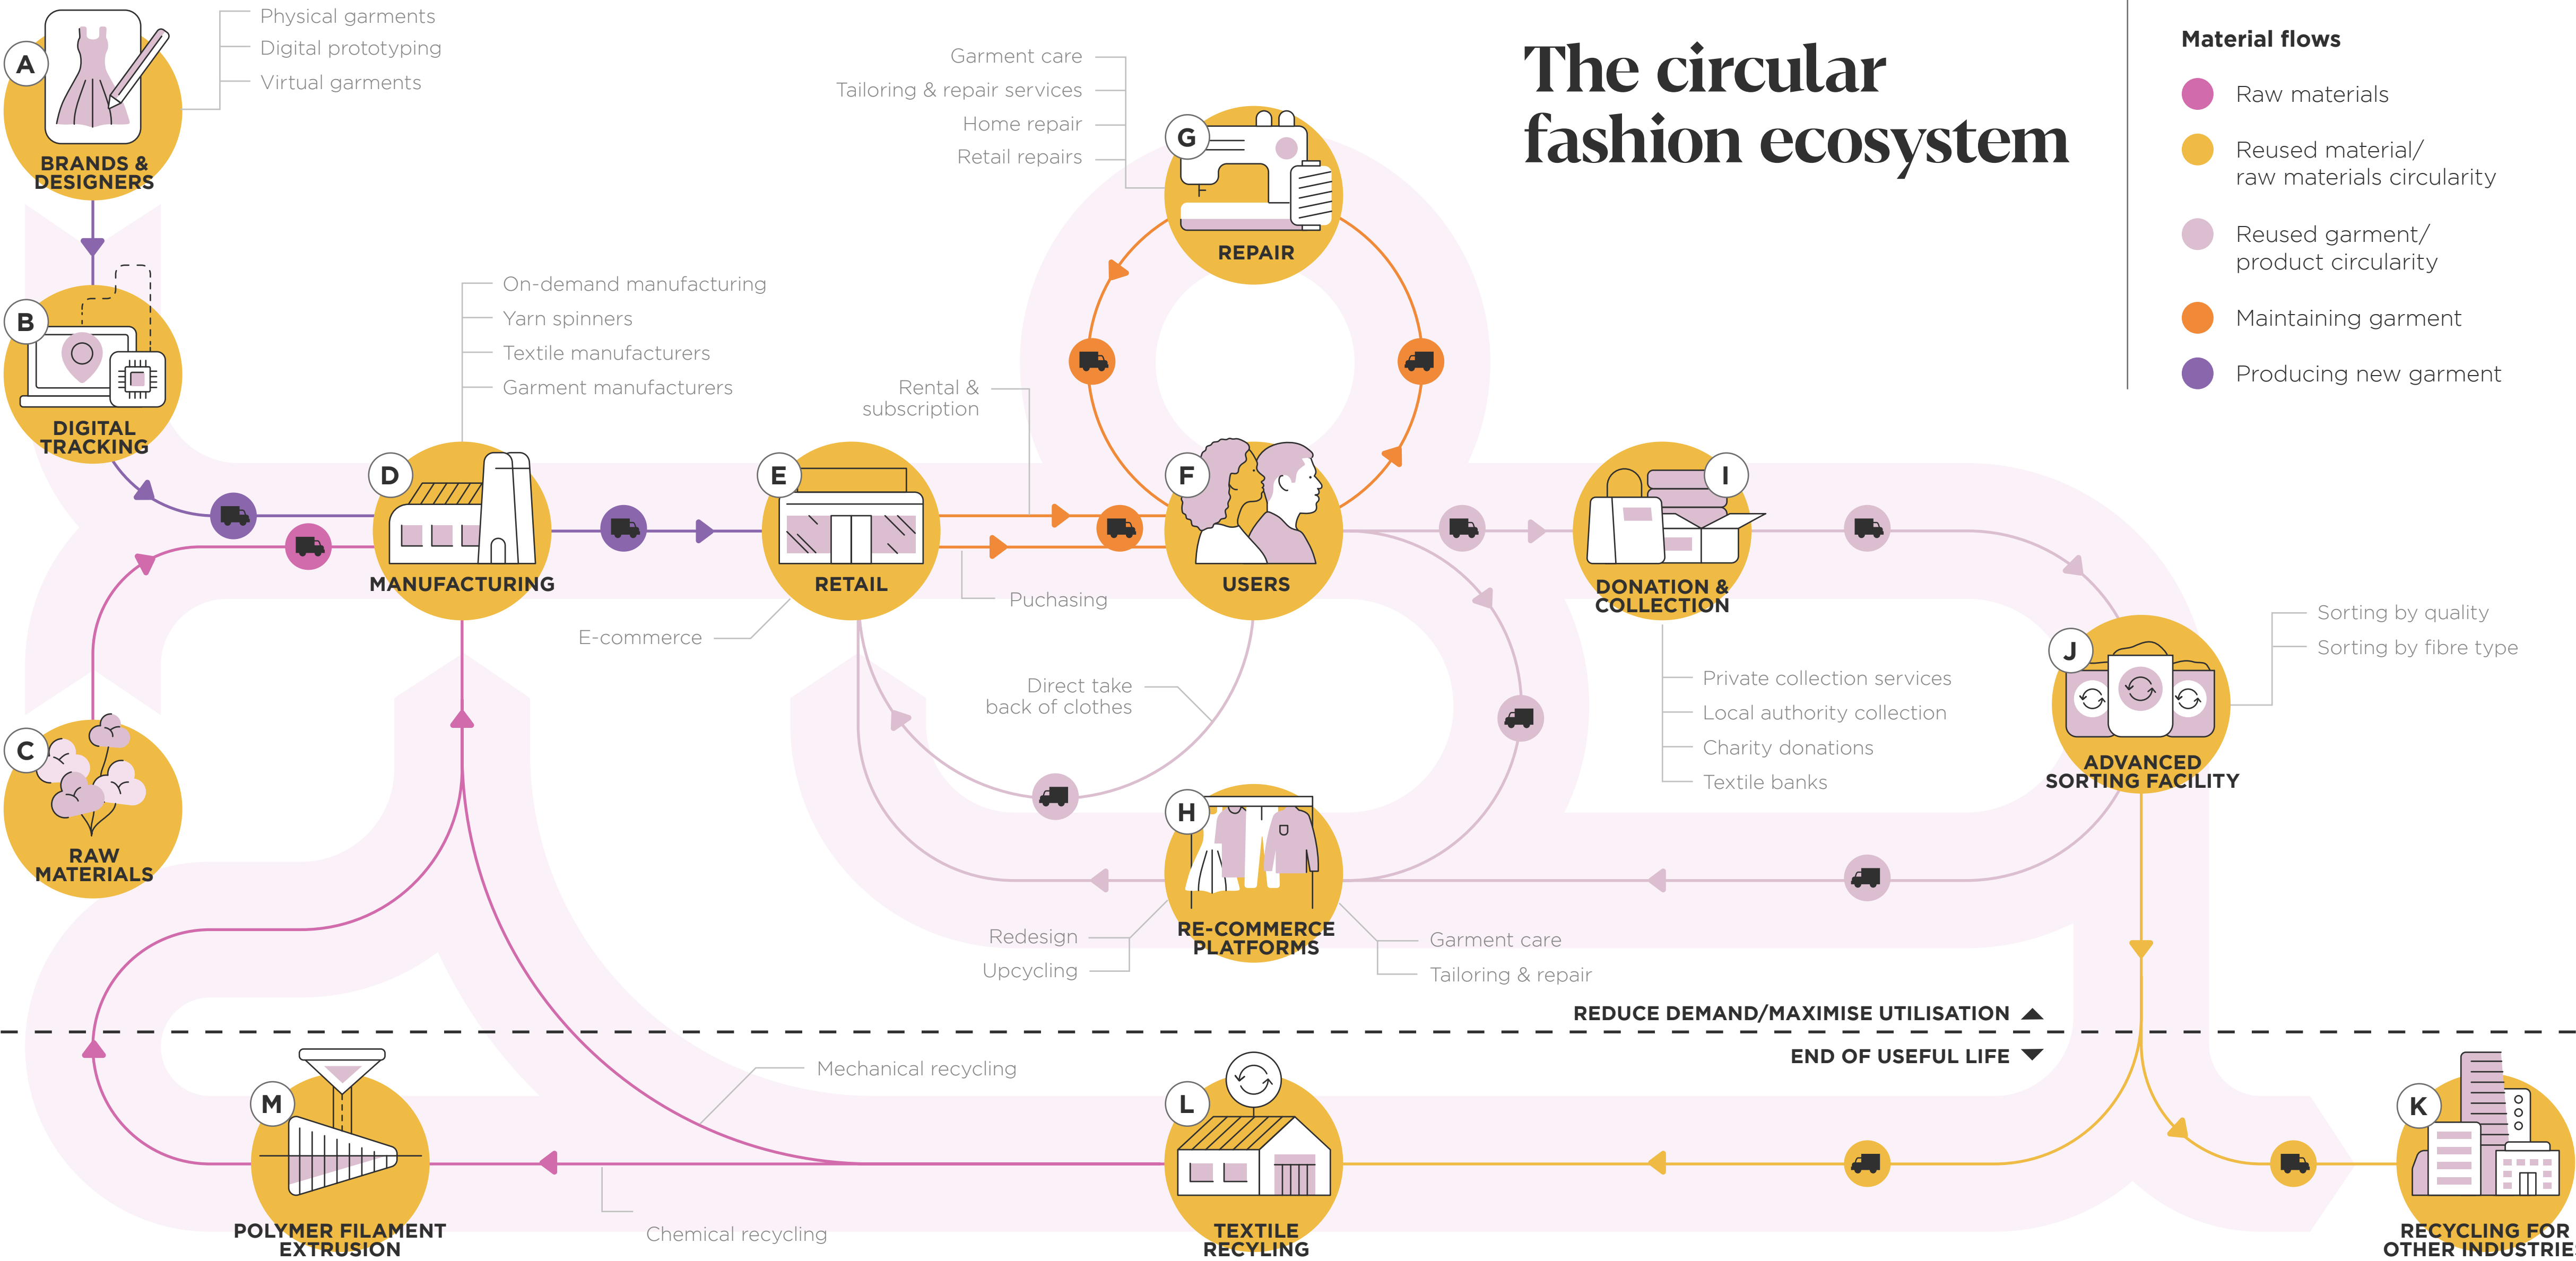 The circular
fashion ecosystem
Material flows
Raw materials
Reused material/
raw materials circularity
Reused garment/
product circularity
Maintaining garment
Producing new garment
A
BRANDS &
DESIGNERS
Physical garments
Digital prototyping
Virtual garments
B
DIGITAL
TRACKING
C
RAW
MATERIALS
D
MANUFACTURING
On-demand manufacturing
Yarn spinners
Textile manufacturers
Garment manufacturers
E
RETAIL
E-commerce
Rental &
subscription
Puchasing
F
USERS
Direct take
back of clothes
G
REPAIR
Garment care
Tailoring & repair services
Home repair
Retail repairs
H
RE-COMMERCE
PLATFORMS
Redesign
Upcycling
Garment care
Tailoring & repair
I
DONATION &
COLLECTION
Private collection services
Local authority collection
Charity donations
Textile banks
J
ADVANCED
SORTING FACILITY
Sorting by quality
Sorting by fibre type
REDUCE DEMAND/MAXIMISE UTILISATION
END OF USEFUL LIFE
K
RECYCLING FOR
OTHER INDUSTRIE
L
TEXTILE
RECYLING
Mechanical recycling
Chemical recycling
M
POLYMER FILAMENT
EXTRUSION